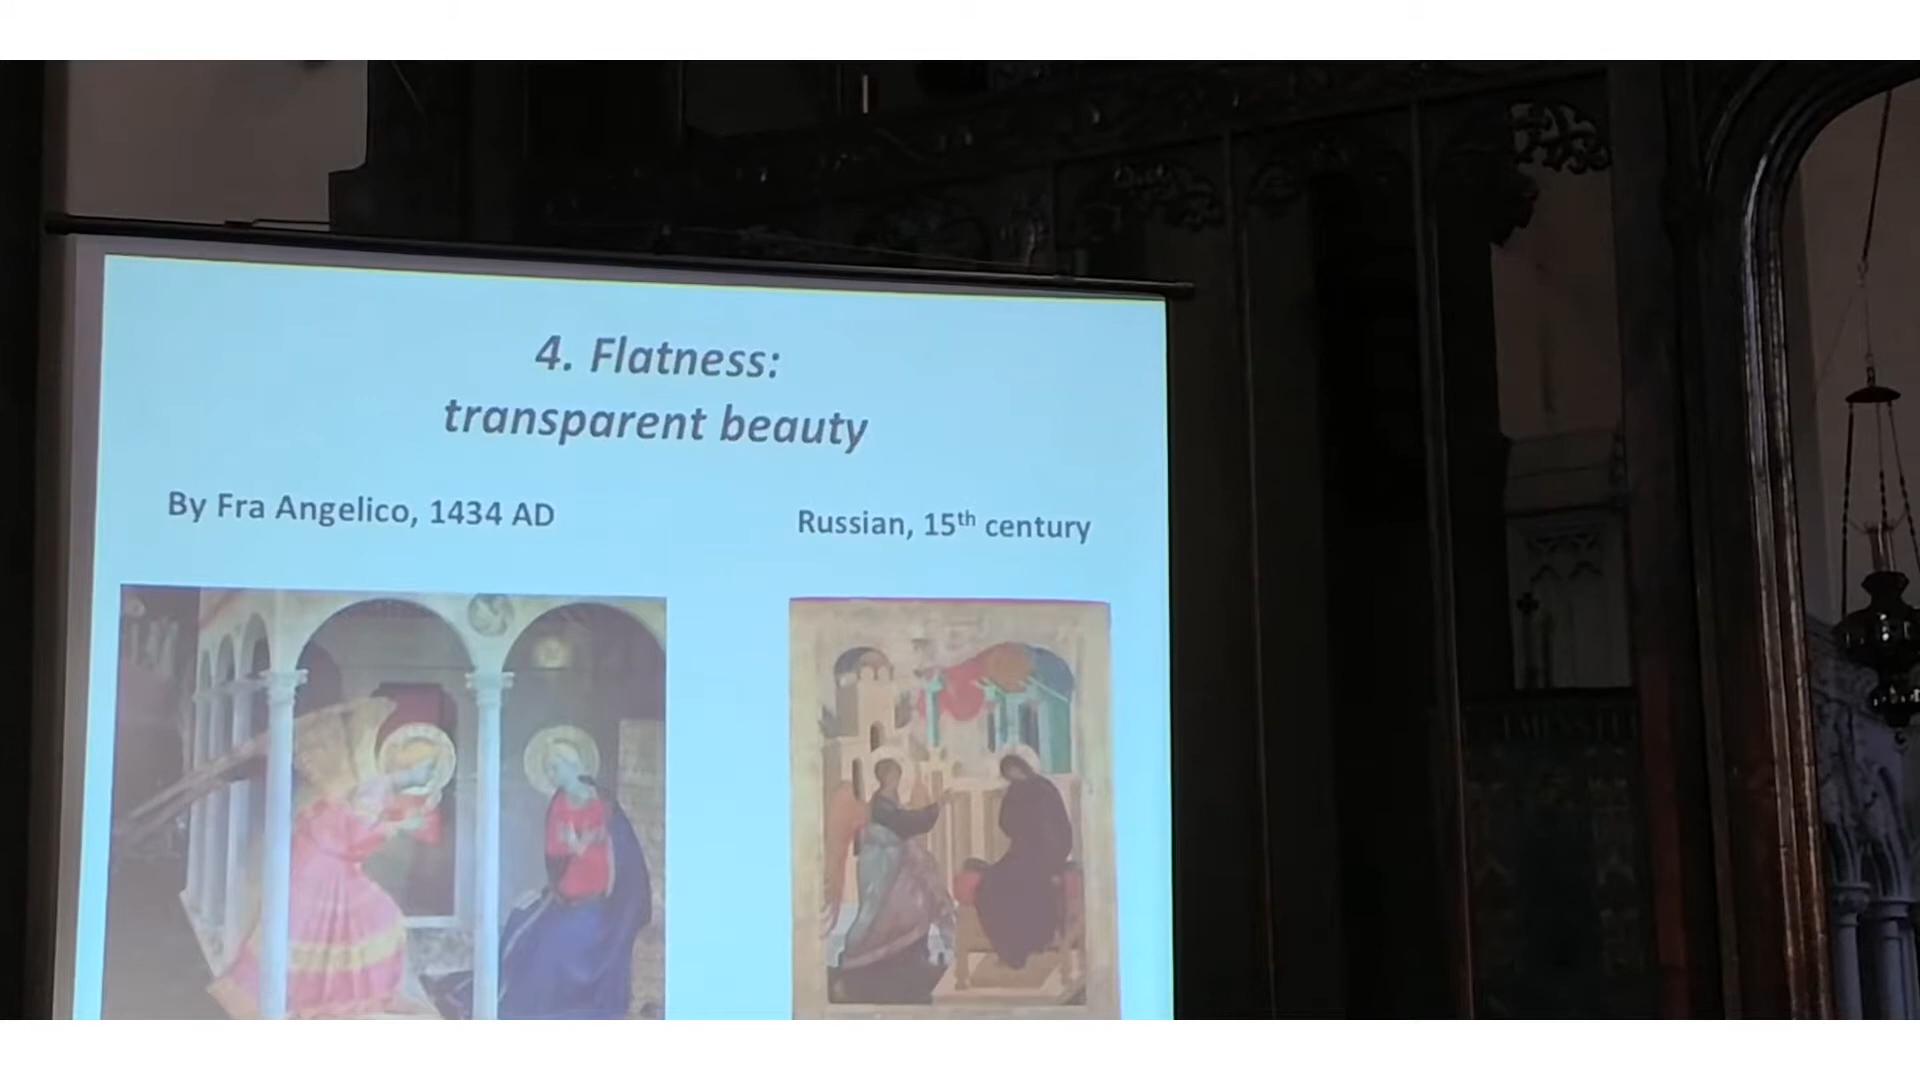 4. Flatness:
transparent beauty
By Fra Angelico, 1434 AD
Russian, 15th century